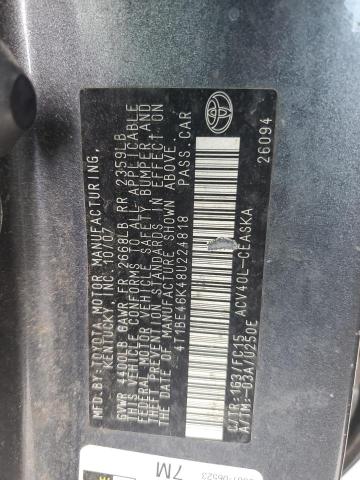 MFD.BY:TOYOTA MOTOR MANUFACTURING,
KENTUCKY, INC. 10/07
GVWR 4400LB GAWR FR 2668LB RR 2359LB
THIS VEHICLE CONFORMS TO ALL APPLICABLE
FEDERAL MOTOR VEHICLE SAFETY, BUMPER AND
THEFT PREVENTION STANDARDS IN EFFECT ON
THE DATE OF MANUFACTURE SHOWN ABOVE.
4T1BE46K48U224818 PASS.CAR
C/TR:1G3/FC15 ACV40L-CEASKA
A/TM:-03A/U250E
26094
7M